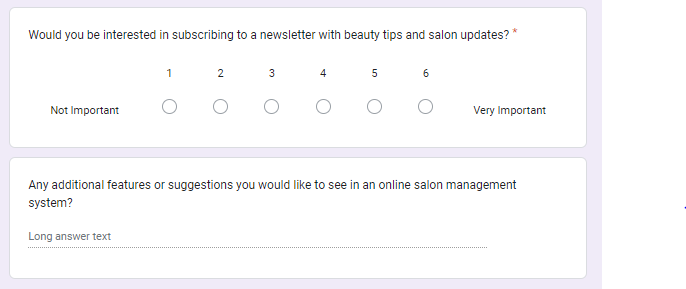 Would you be interested in subscribing to a newsletter with beauty tips and salon updates? *
1 2 3 4 5 6
Not Important Very Important
Any additional features or suggestions you would like to see in an online salon management
system?
Long answer text